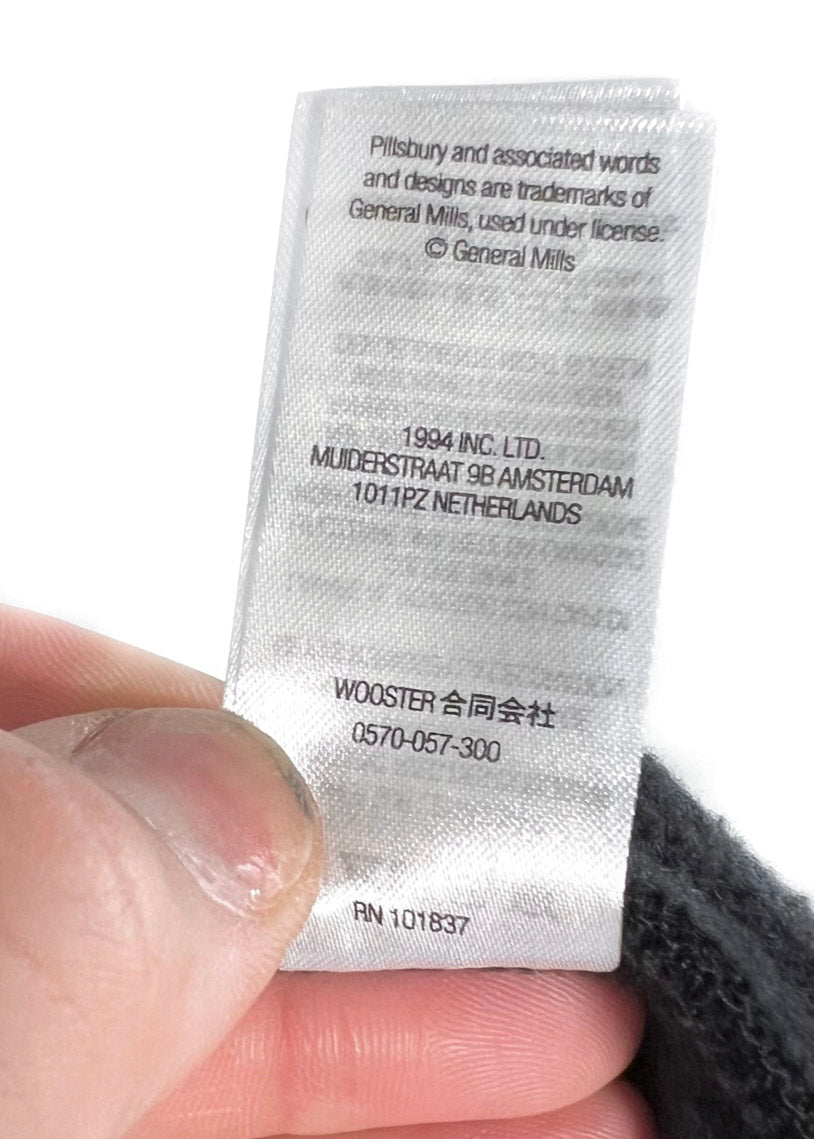 Pillsbury and associated words
and designs are trademarks of
General Mills, used under license.
© General Mills
1994 INC. LTD.
MUIDERSTRAAT 9B AMSTERDAM
1011PZ NETHERLANDS
WOOSTER 合同会社
0570-057-300
RN 101837